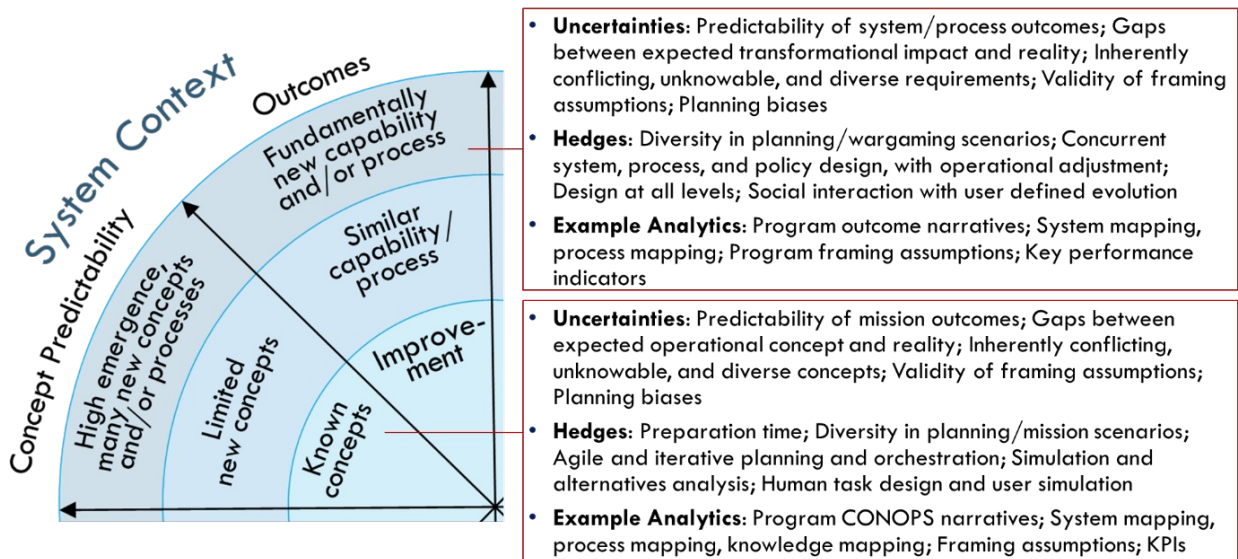 System Context
Outcomes
Concept Predictability
Fundamentally
new capability
and/or process
Similar
capability/
process
Improve-
ment
High emergence,
many new concepts
and/or processes
Limited
new concepts
Known
concepts
• Uncertainties: Predictability of system/process outcomes; Gaps
between expected transformational impact and reality; Inherently
conflicting, unknowable, and diverse requirements; Validity of framing
assumptions; Planning biases
• Hedges: Diversity in planning/wargaming scenarios; Concurrent
system, process, and policy design, with operational adjustment;
Design at all levels; Social interaction with user defined evolution
• Example Analytics: Program outcome narratives; System mapping,
process mapping; Program framing assumptions; Key performance
indicators
• Uncertainties: Predictability of mission outcomes; Gaps between
expected operational concept and reality; Inherently conflicting,
unknowable, and diverse concepts; Validity of framing assumptions;
Planning biases
• Hedges: Preparation time; Diversity in planning/mission scenarios;
Agile and iterative planning and orchestration; Simulation and
alternatives analysis; Human task design and user simulation
• Example Analytics: Program CONOPS narratives; System mapping,
process mapping, knowledge mapping; Framing assumptions; KPIs